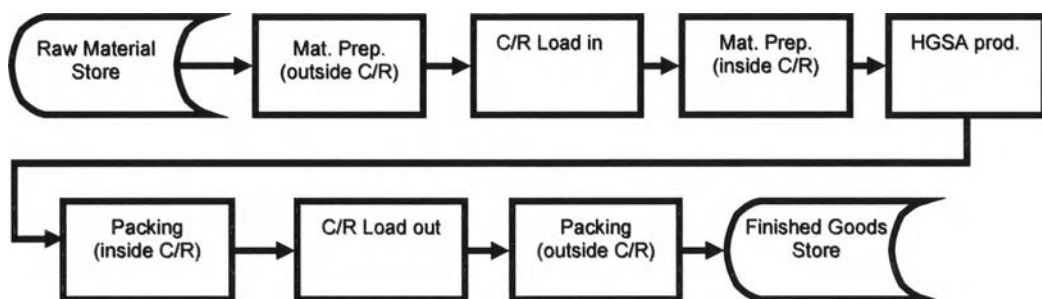 Raw Material
Store
Mat. Prep.
(outside C/R)
C/R Load in
Mat. Prep.
(inside C/R)
HGSA prod.
Packing
(inside C/R)
C/R Load out
Packing
(outside C/R)
Finished Goods
Store